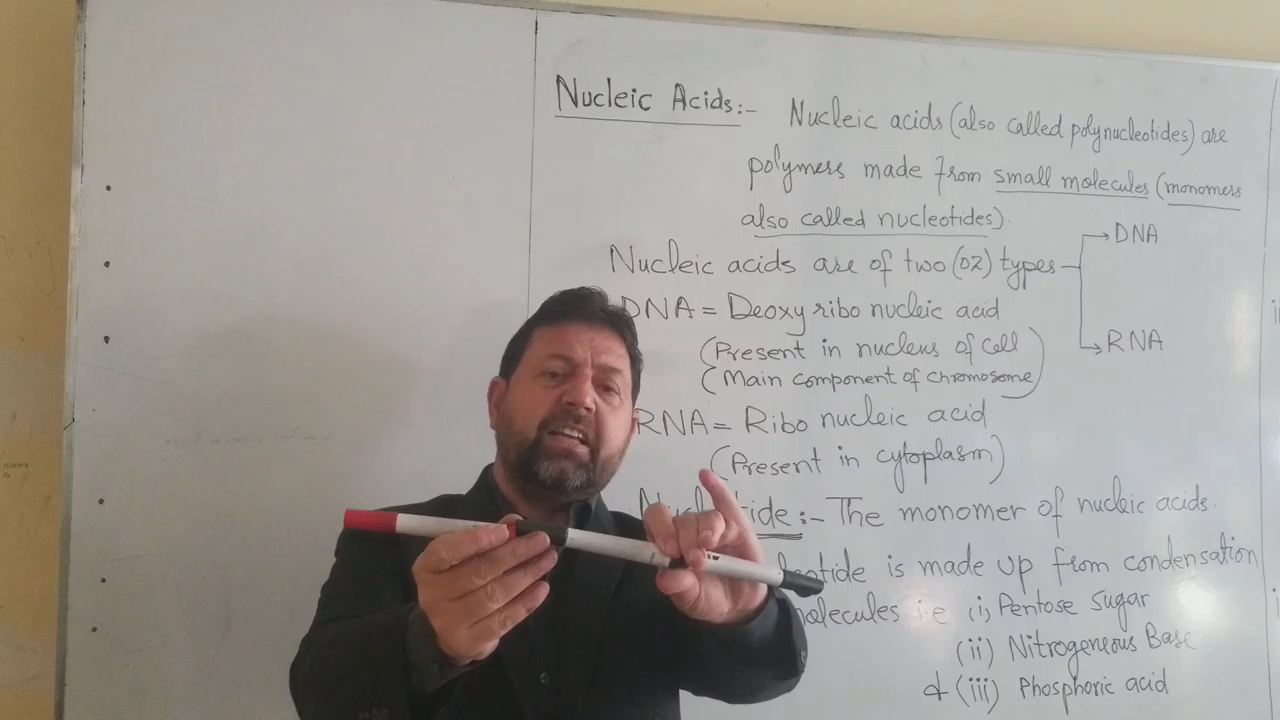 Nucleic Acids:- Nucleic acids (also called polynucleotides) are
polymers made from small molecules (monomers
also called nucleotides).
Nucleic acids are of two (02) types
DNA
RNA
DNA = Deoxy ribo nucleic acid
(Present in nucleus of cell)
(Main component of chromosome)
RNA = Ribo nucleic acid
(Present in cytoplasm)
:- The monomer of nucleic acids.
is made up from condensation
i.e (i) Pentose Sugar
(ii) Nitrogeneous Base
& (iii) Phosphoric acid